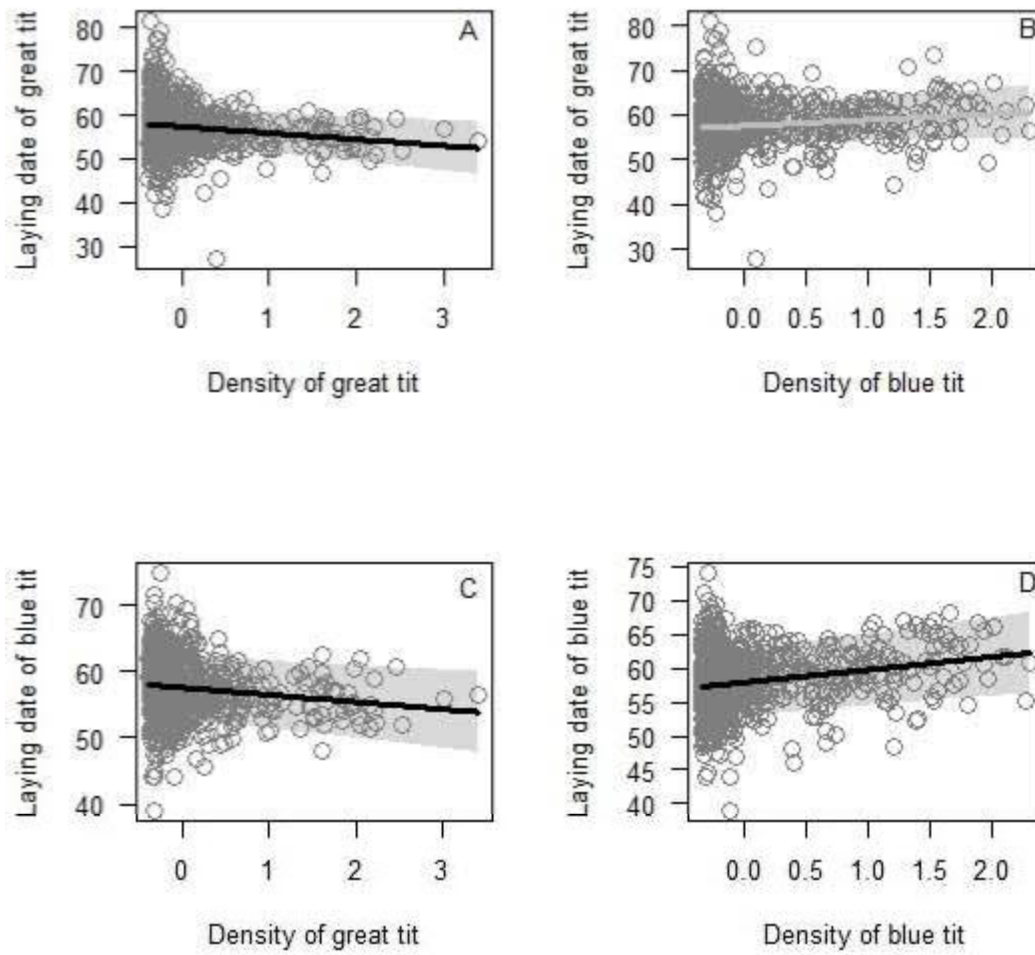 A
Laying date of great tit
80
70
60
50
40
30
0 1 2 3
Density of great tit
B
Laying date of great tit
80
70
60
50
40
30
0.0 0.5 1.0 1.5 2.0
Density of blue tit
C
Laying date of blue tit
70
60
50
40
0 1 2 3
Density of great tit
D
Laying date of blue tit
75
70
65
60
55
50
45
40
0.0 0.5 1.0 1.5 2.0
Density of blue tit